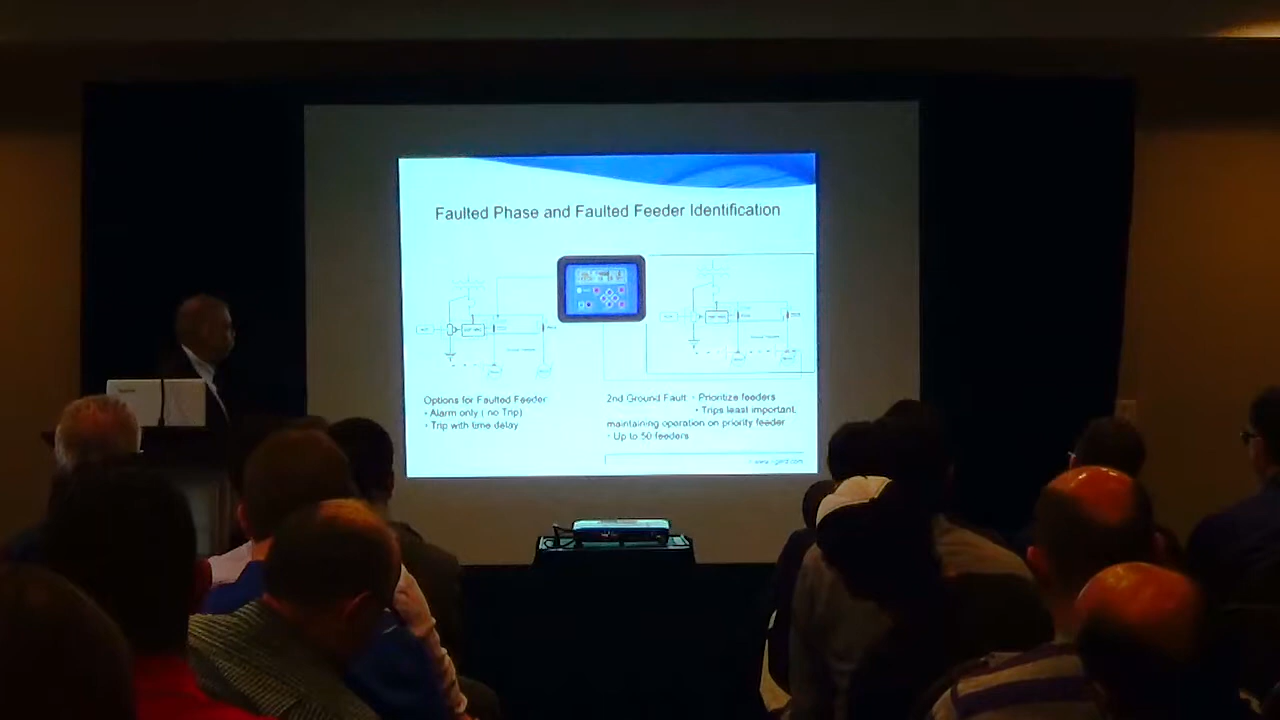 Faulted Phase and Faulted Feeder Identification
Options for Faulted Feeder
• Alarm only ( no Trip)
• Trip with time delay
2nd Ground Fault • Prioritize feeders
• Trips least important,
maintaining operation on priority feeder
• Up to 50 feeders